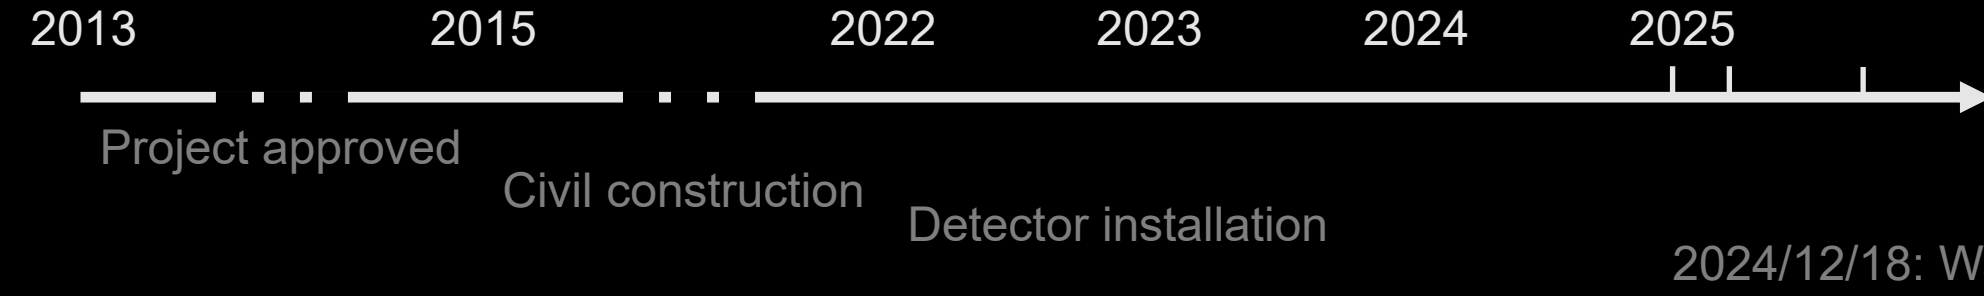 2013 2015 2022 2023 2024 2025
Project approved
Civil construction
Detector installation
2024/12/18: W